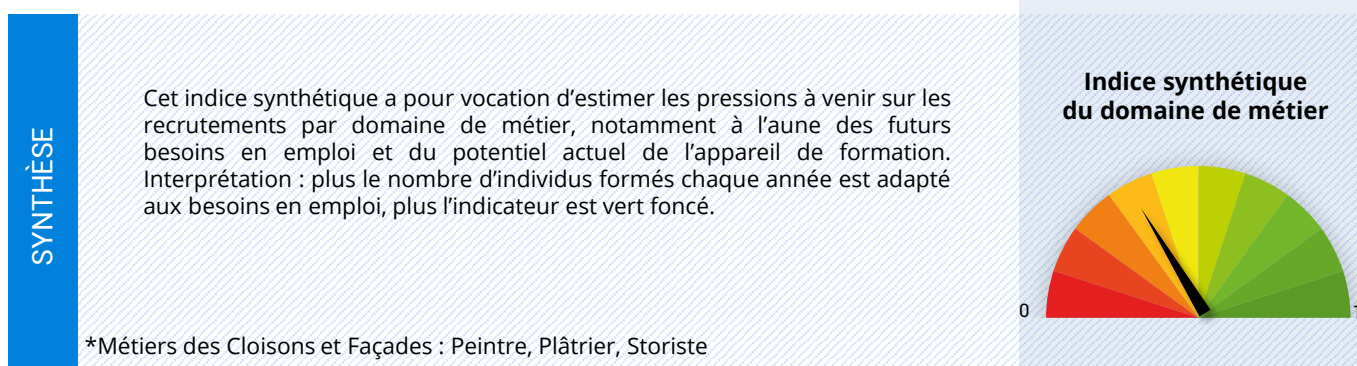 SYNTHÈSE
Cet indice synthétique a pour vocation d’estimer les pressions à venir sur les
recrutements par domaine de métier, notamment à l’aune des futurs
besoins en emploi et du potentiel actuel de l’appareil de formation.
Interprétation : plus le nombre d’individus formés chaque année est adapté
aux besoins en emploi, plus l’indicateur est vert foncé.
*Métiers des Cloisons et Façades : Peintre, Plâtrier, Storiste
Indice synthétique
du domaine de métier
0